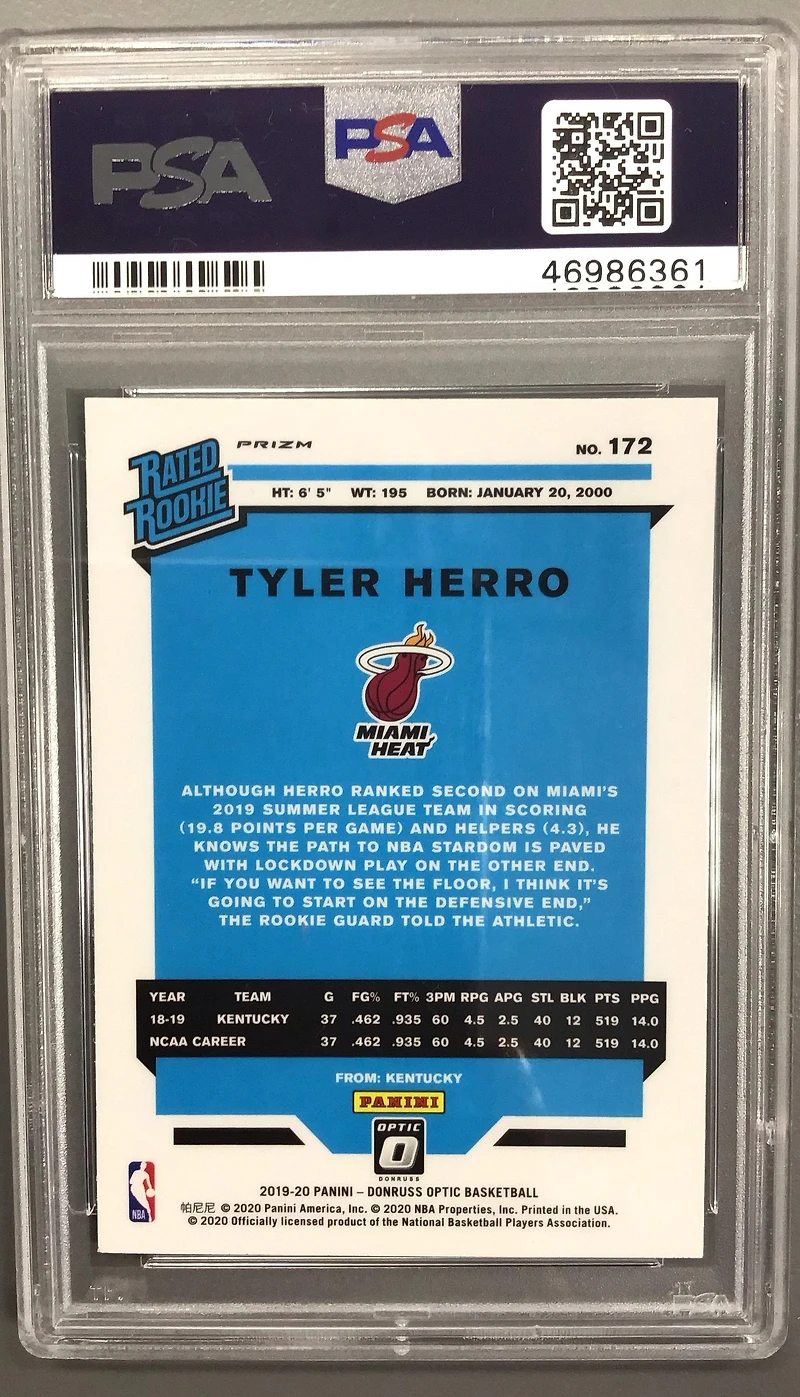 PSA
PSA
46986361
RATED
ROOKIE
PRIZM
NO. 172
HT: 6' 5" WT: 195 BORN: JANUARY 20, 2000
TYLER HERRO
MIAMI
HEAT
ALTHOUGH HERRO RANKED SECOND ON MIAMI'S
2019 SUMMER LEAGUE TEAM IN SCORING
(19.8 POINTS PER GAME) AND HELPERS (4.3), HE
KNOWS THE PATH TO NBA STARDOM IS PAVED
WITH LOCKDOWN PLAY ON THE OTHER END.
“IF YOU WANT TO SEE THE FLOOR, I THINK IT'S
GOING TO START ON THE DEFENSIVE END,”
THE ROOKIE GUARD TOLD THE ATHLETIC.
YEAR TEAM G FG% FT% 3PM RPG APG STL BLK PTS PPG
18-19 KENTUCKY 37 .462 .935 60 4.5 2.5 40 12 519 14.0
NCAA CAREER 37 .462 .935 60 4.5 2.5 40 12 519 14.0
FROM: KENTUCKY
PANINI
OPTIC
O
DONRUSS
NBA
2019-20 PANINI – DONRUSS OPTIC BASKETBALL
帕尼尼 © 2020 Panini America, Inc. © 2020 NBA Properties, Inc. Printed in the USA.
© 2020 Officially licensed product of the National Basketball Players Association.
PSA